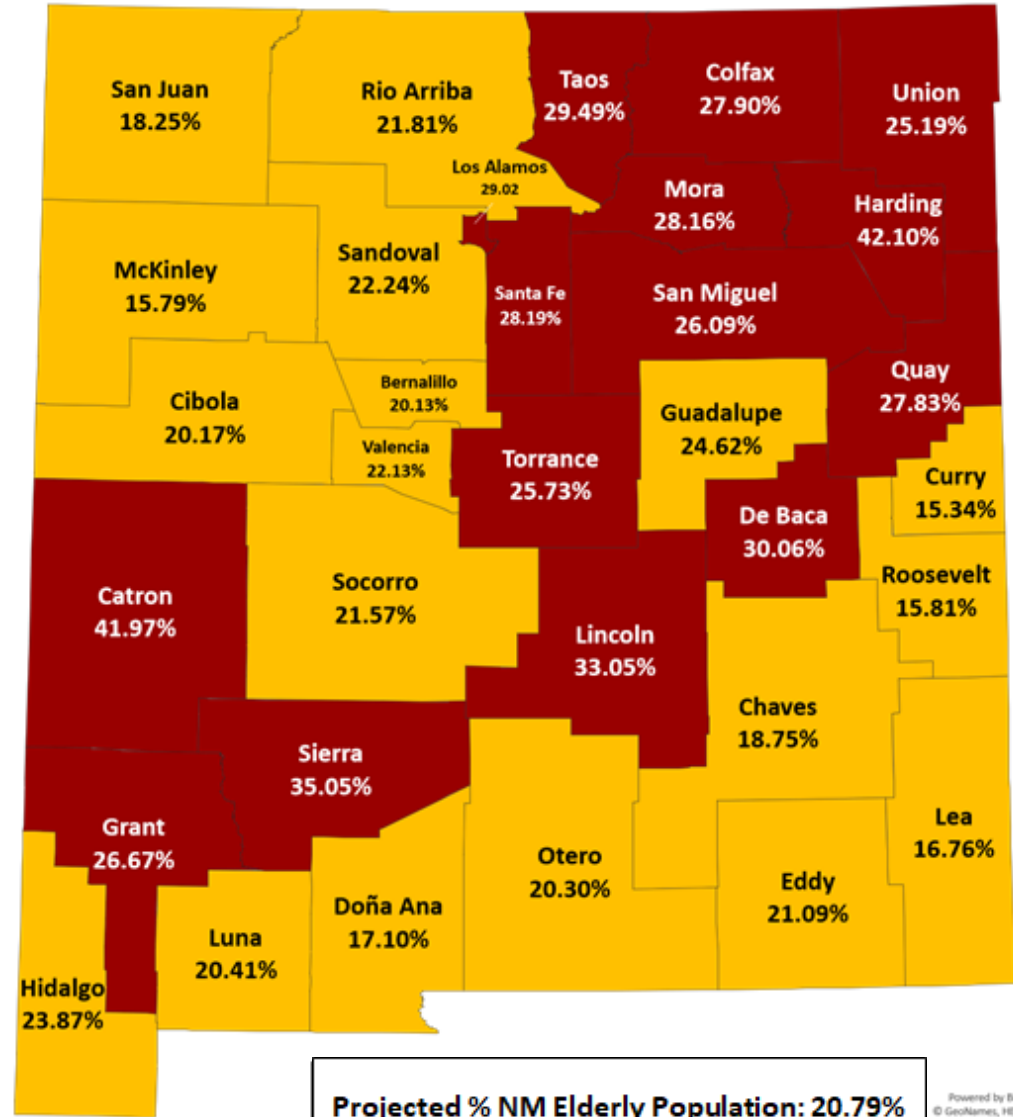 San Juan
18.25%
Rio Arriba
21.81%
Taos
29.49%
Colfax
27.90%
Union
25.19%
Los Alamos
29.02
Mora
28.16%
Harding
42.10%
McKinley
15.79%
Sandoval
22.24%
Santa Fe
28.19%
San Miguel
26.09%
Quay
27.83%
Cibola
20.17%
Bernalillo
20.13%
Valencia
22.13%
Torrance
25.73%
Guadalupe
24.62%
Curry
15.34%
De Baca
30.06%
Roosevelt
15.81%
Catron
41.97%
Socorro
21.57%
Lincoln
33.05%
Chaves
18.75%
Sierra
35.05%
Grant
26.67%
Lea
16.76%
Otero
20.30%
Eddy
21.09%
Doña Ana
17.10%
Luna
20.41%
Hidalgo
23.87%
Projected % NM Elderly Population: 20.79%
Powered by B
© GeoNames, HE